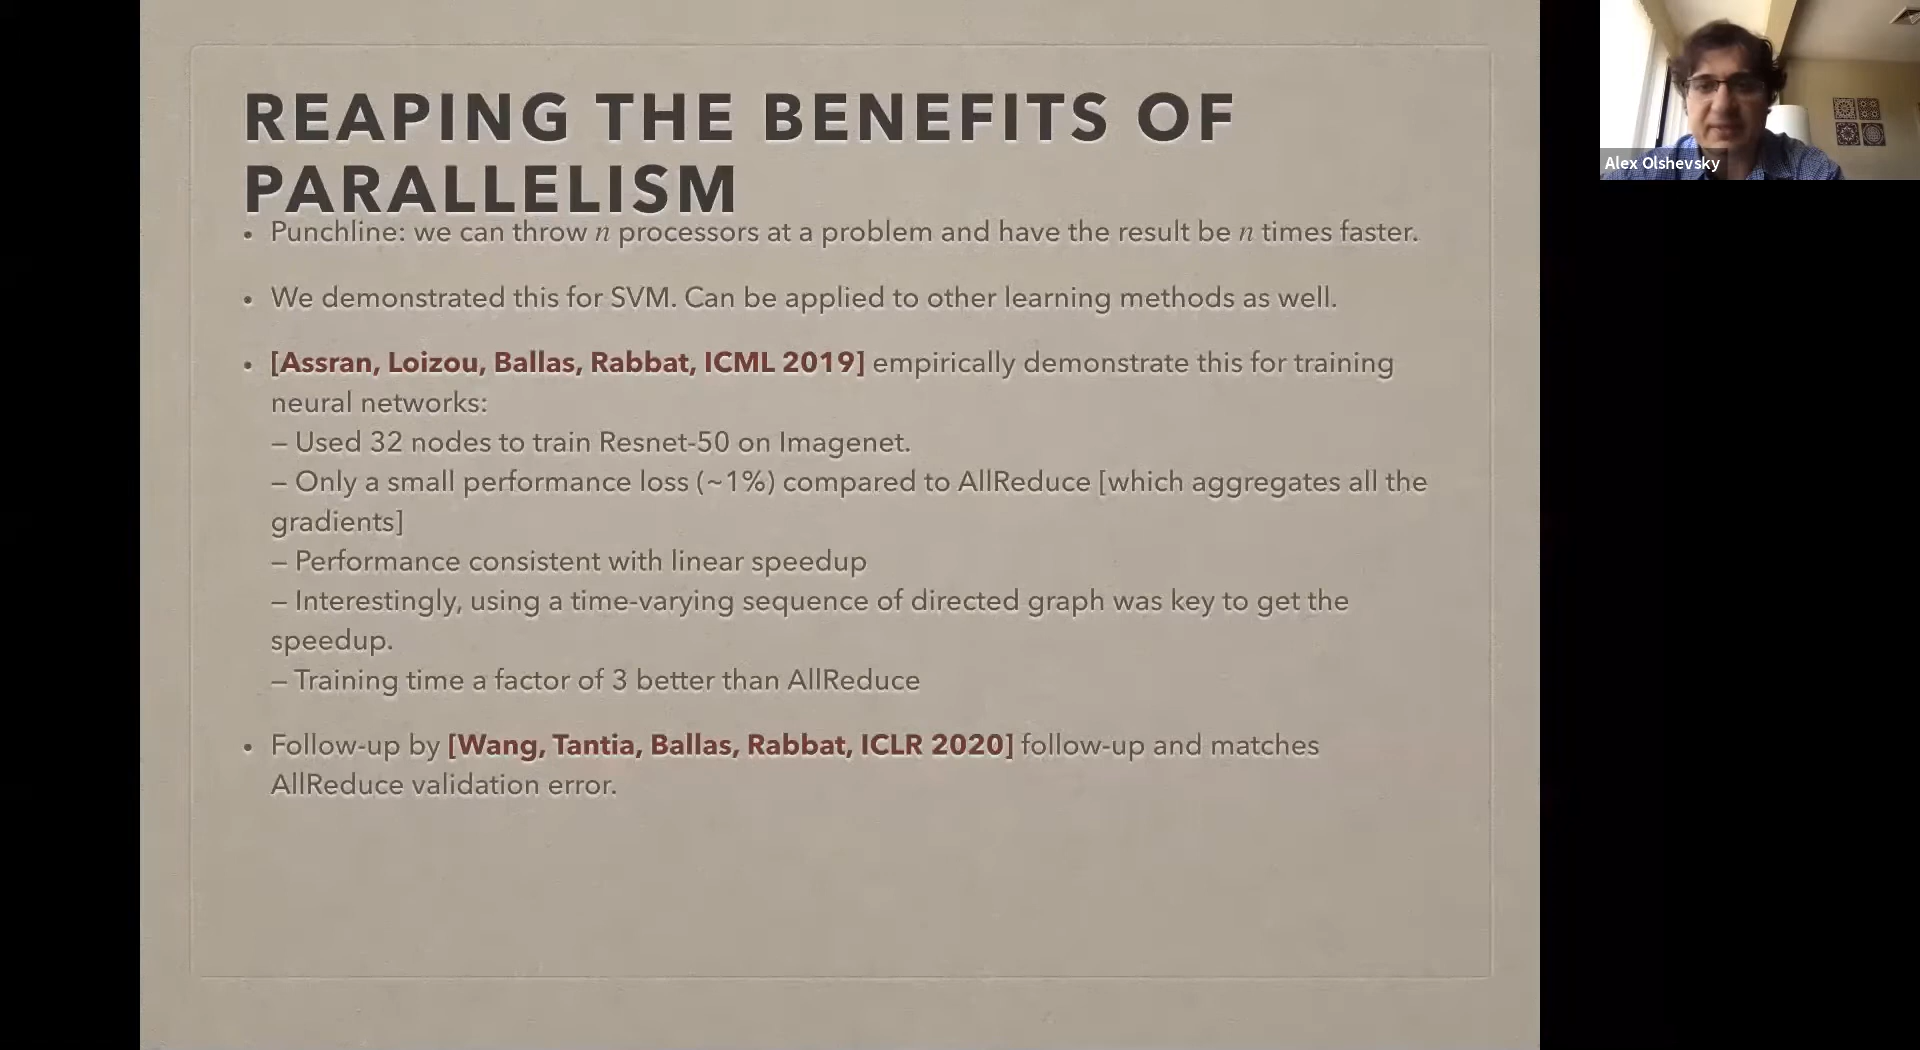 REAPING THE BENEFITS OF
PARALLELISM
• Punchline: we can throw n processors at a problem and have the result be n times faster.
• We demonstrated this for SVM. Can be applied to other learning methods as well.
• [Assran, Loizou, Ballas, Rabbat, ICML 2019] empirically demonstrate this for training
neural networks:
– Used 32 nodes to train Resnet-50 on Imagenet.
– Only a small performance loss (~1%) compared to AllReduce [which aggregates all the
gradients]
– Performance consistent with linear speedup
– Interestingly, using a time-varying sequence of directed graph was key to get the
speedup.
– Training time a factor of 3 better than AllReduce
• Follow-up by [Wang, Tantia, Ballas, Rabbat, ICLR 2020] follow-up and matches
AllReduce validation error.
Alex Olshevsky